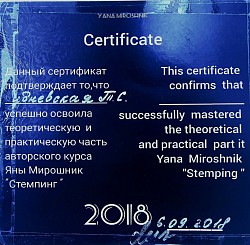 YANA MIROSHNIK
Certificate
Данный сертификат
подтверждает то,что
Т.С.
успешно освоила
теоретическую и
практическую часть
авторского курса
Яны Мирошник
"Стемпинг"
This certificate
confirms that
successfully mastered
the theoretical
and practical part it
Yana Miroshnik
"Stemping"
2018
6.09.2018